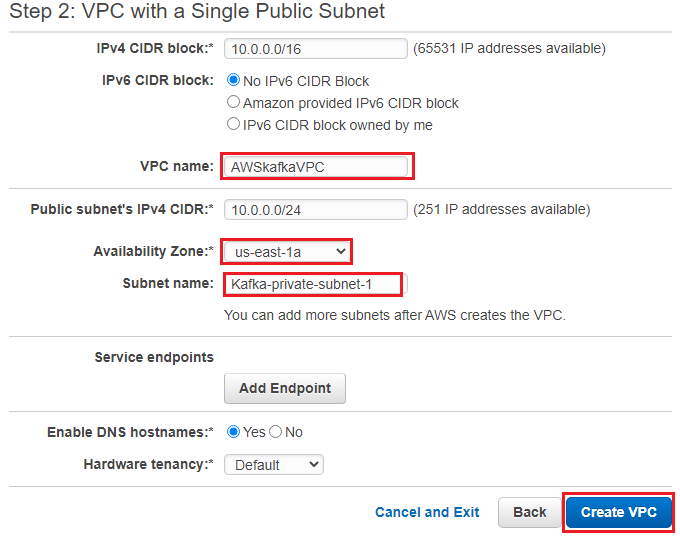 Step 2: VPC with a Single Public Subnet
IPv4 CIDR block:* 10.0.0.0/16 (65531 IP addresses available)
IPv6 CIDR block: No IPv6 CIDR Block
Amazon provided IPv6 CIDR block
IPv6 CIDR block owned by me
VPC name: AWSkafkaVPC
Public subnet's IPv4 CIDR:* 10.0.0.0/24 (251 IP addresses available)
Availability Zone:* us-east-1a
Subnet name: Kafka-private-subnet-1
You can add more subnets after AWS creates the VPC.
Service endpoints
Add Endpoint
Enable DNS hostnames:* Yes No
Hardware tenancy:* Default
Cancel and Exit Back Create VPC